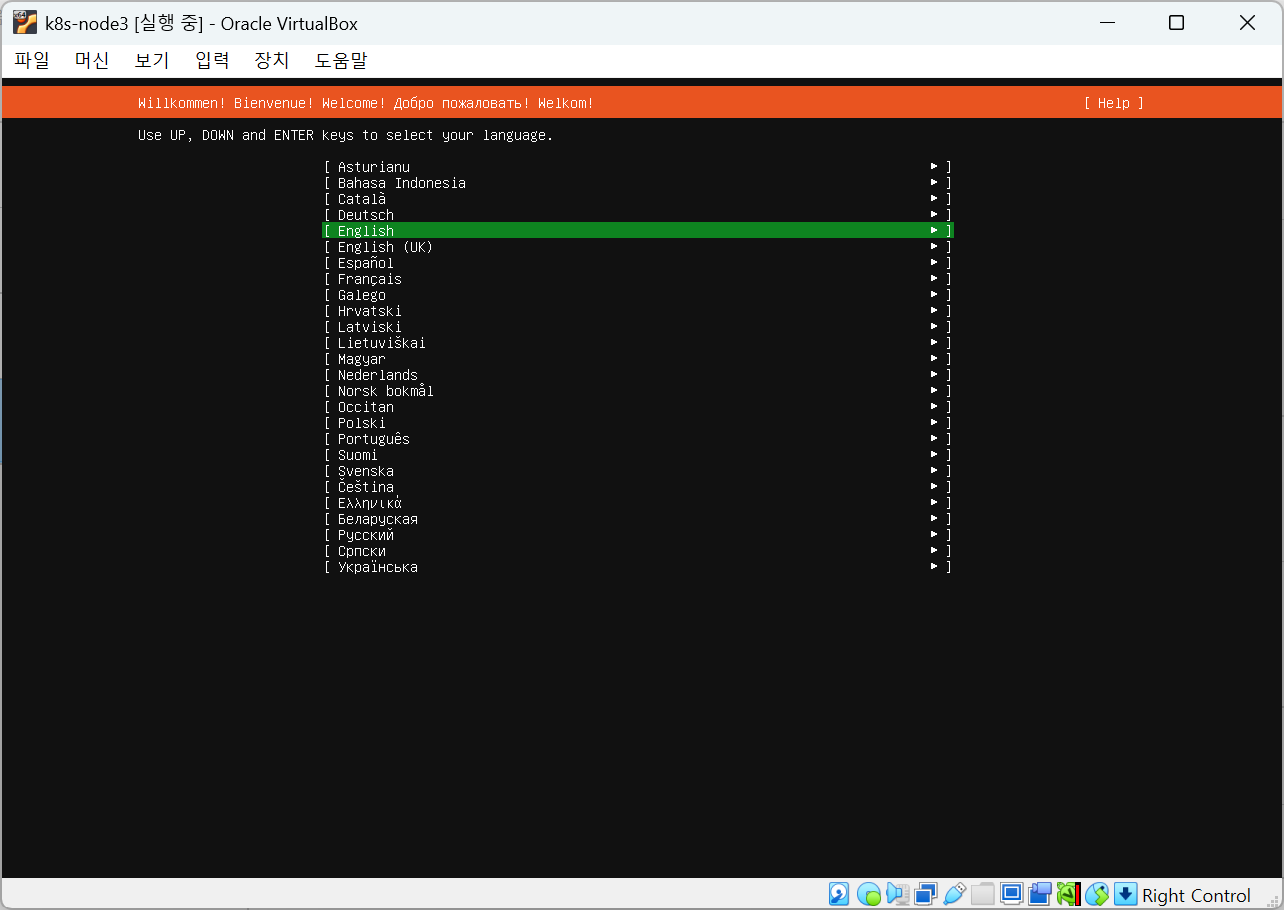 k8s-node3 [실행 중] - Oracle VirtualBox
파일 머신 보기 입력 장치 도움말
Willkommen! Bienvenue! Welcome! Добро пожаловать! Welkom! [ Help ]
Use UP, DOWN and ENTER keys to select your language.
[ Asturianu ▸ ]
[ Bahasa Indonesia ▸ ]
[ Català ▸ ]
[ Deutsch ▸ ]
[ English ▸ ]
[ English (UK) ▸ ]
[ Español ▸ ]
[ Français ▸ ]
[ Galego ▸ ]
[ Hrvatski ▸ ]
[ Latviski ▸ ]
[ Lietuviškai ▸ ]
[ Magyar ▸ ]
[ Nederlands ▸ ]
[ Norsk bokmål ▸ ]
[ Occitan ▸ ]
[ Polski ▸ ]
[ Português ▸ ]
[ Suomi ▸ ]
[ Svenska ▸ ]
[ Čeština ▸ ]
[ Ελληνικά ▸ ]
[ Беларуская ▸ ]
[ Русский ▸ ]
[ Српски ▸ ]
[ Українська ▸ ]
Right Control